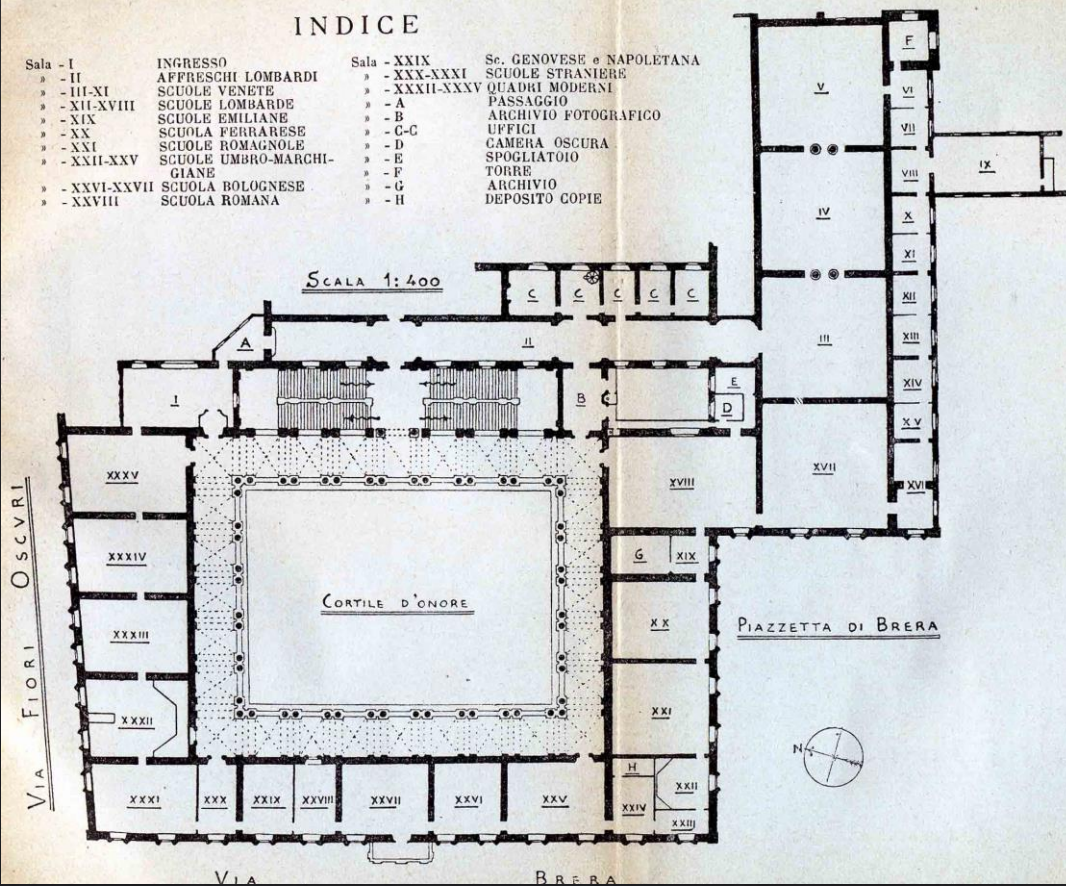 INDICE
Sala - I INGRESSO
» - II AFFRESCHI LOMBARDI
» - III-XI SCUOLE VENETE
» - XII-XVIII SCUOLE LOMBARDE
» - XIX SCUOLE EMILIANE
» - XX SCUOLA FERRARESE
» - XXI SCUOLE ROMAGNOLE
» - XXII-XXV SCUOLE UMBRO-MARCHI-
GIANE
» - XXVI-XXVII SCUOLA BOLOGNESE
» - XXVIII SCUOLA ROMANA
Sala - XXIX Sc. GENOVESE e NAPOLETANA
» - XXX-XXXI SCUOLE STRANIERE
» - XXXII-XXXV QUADRI MODERNI
» - A PASSAGGIO
» - B ARCHIVIO FOTOGRAFICO
» - C-C UFFICI
» - D CAMERA OSCURA
» - E SPOGLIATOIO
» - F TORRE
» - G ARCHIVIO
» - H DEPOSITO COPIE
F
V
VI
VII
VIII
IX
IV
X
XI
SCALA 1:400
C C C C C
XII
A
II
III
XIII
XIV
E
I
B
D
XV
XXXV
XVIII
XVII
XVI
XXXIV
G
XIX
CORTILE D'ONORE
XX
PIAZZETTA DI BRERA
XXXIII
XXXII
XXI
N
H
XXII
XXXI
XXX
XXIX
XXVIII
XXVII
XXVI
XXV
XXIV
XXIII
VIA FIORI OSCVRI
VIA BRERA